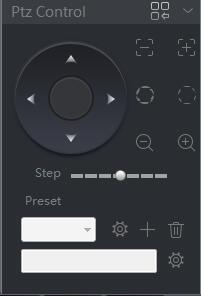 Ptz Control
Step
Preset